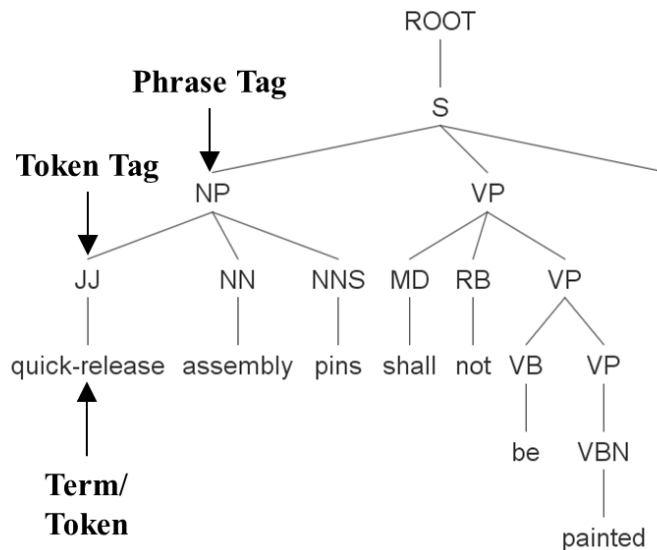 ROOT
Phrase Tag
S
Token Tag
NP VP
JJ NN NNS MD RB VP
quick-release assembly pins shall not VB VP
be VBN
Term/
Token
painted